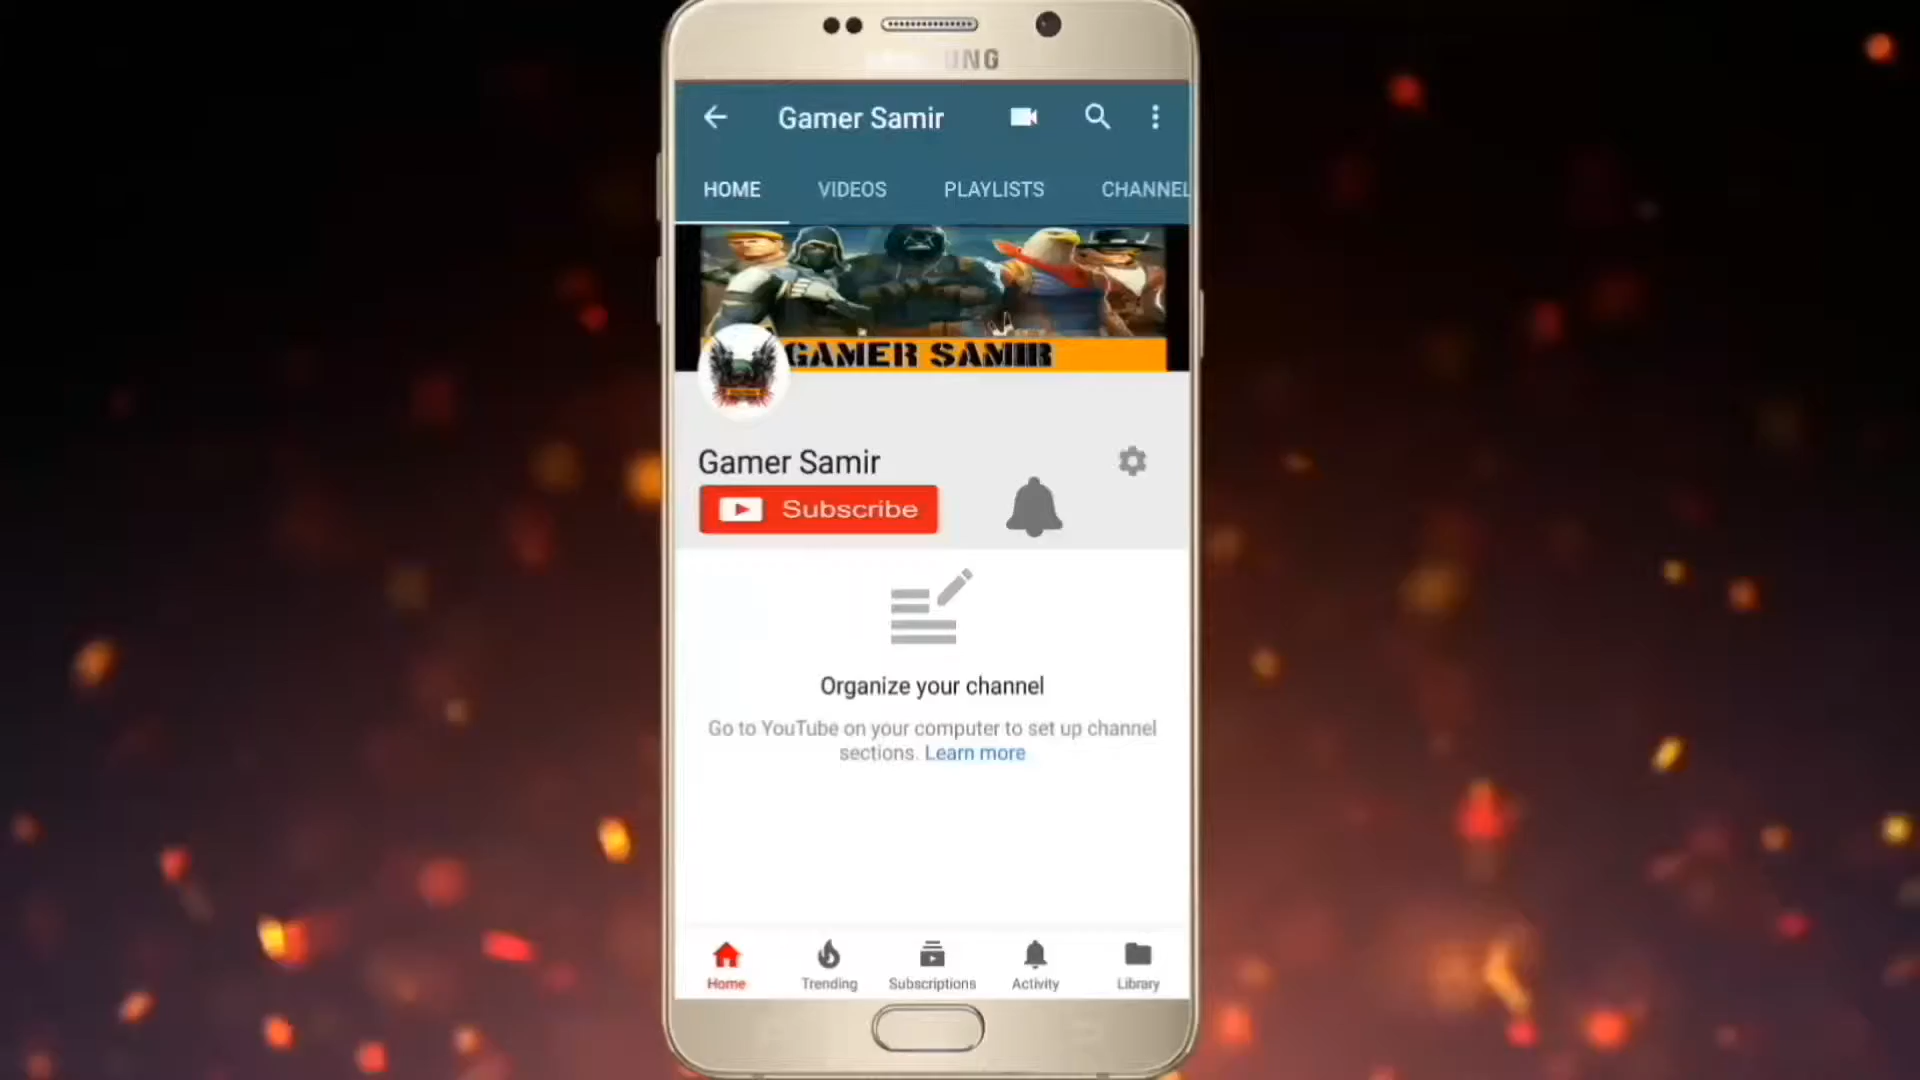 Gamer Samir
HOME VIDEOS PLAYLISTS CHANNEL
GAMER SAMIR
Gamer Samir
Subscribe
Organize your channel
Go to YouTube on your computer to set up channel
sections. Learn more
Home Trending Subscriptions Activity Library